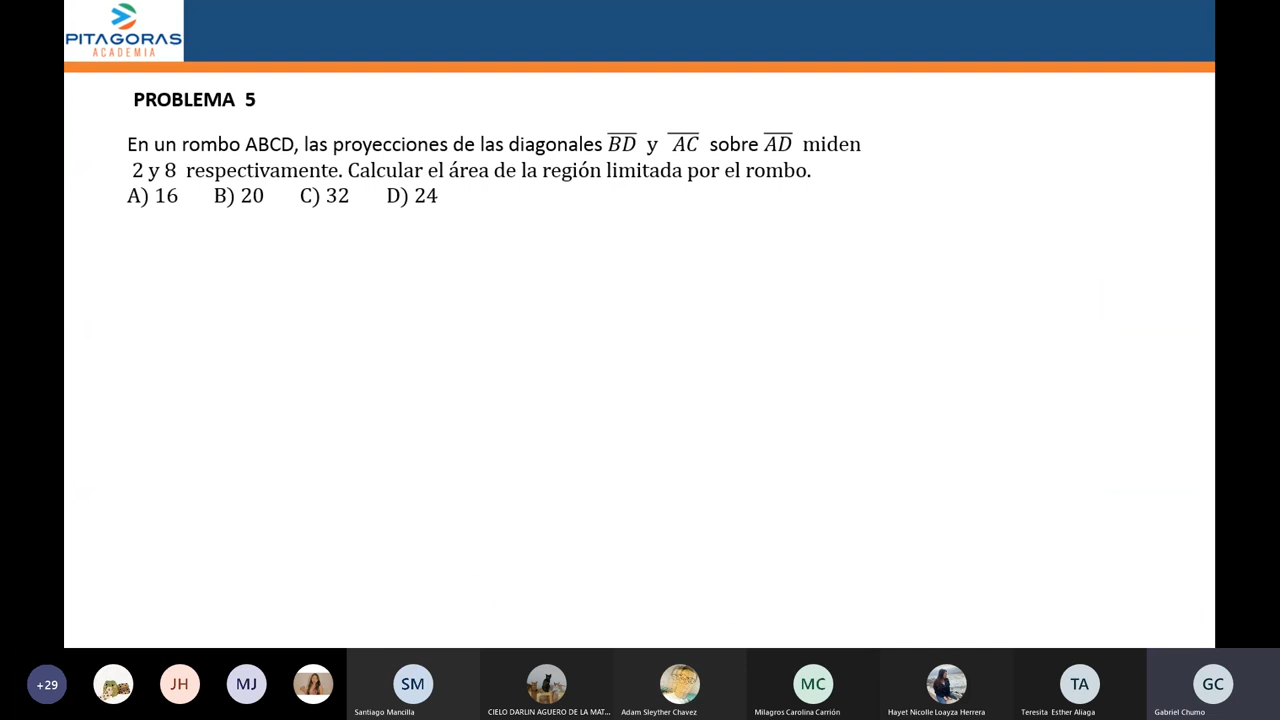 PITAGORAS
ACADEMIA
PROBLEMA 5
En un rombo ABCD, las proyecciones de las diagonales B̅D̅ y A̅C̅ sobre A̅D̅ miden
2 y 8 respectivamente. Calcular el área de la región limitada por el rombo.
A) 16 B) 20 C) 32 D) 24
+29 JH MJ SM MC TA GC
Santiago Mancilla CIELO DARLIN AGUERO DE LA MAT... Adam Sleyther Chavez Milagros Carolina Carrión Hayet Nicolle Loayza Herrera Teresita Esther Aliaga Gabriel Chumo